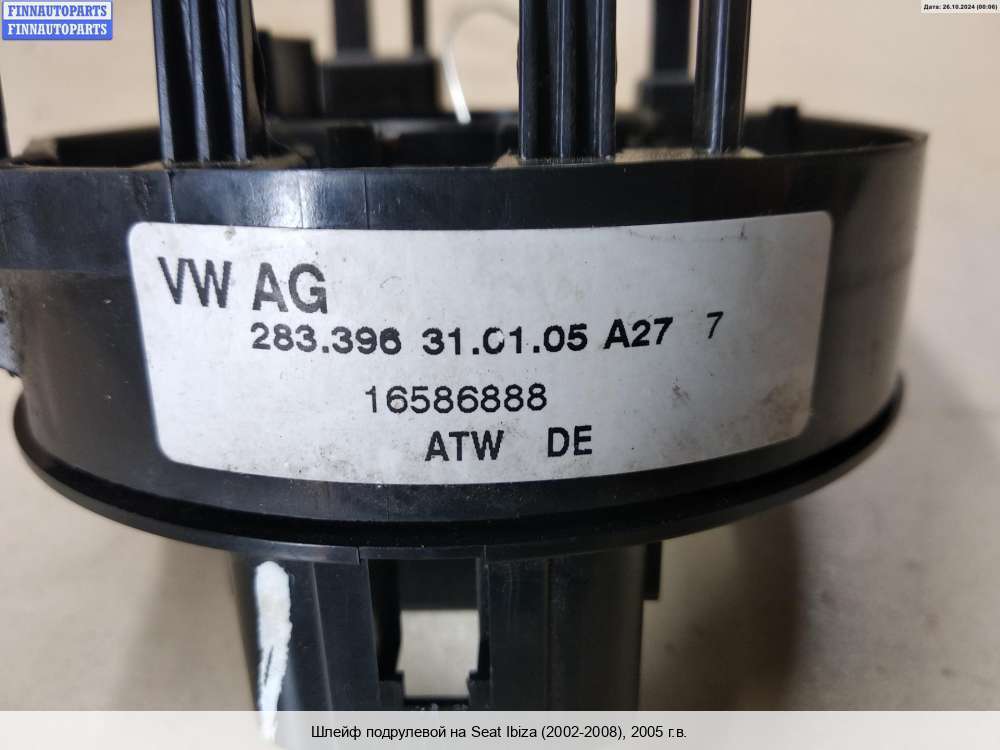 FINNAUTOPARTS
FINNAUTOPARTS
Дата: 26.10.2024 (00:06)
VW AG
283.396 31.01.05 A27 7
16586888
ATW DE
Шлейф подрулевой на Seat Ibiza (2002-2008), 2005 г.в.